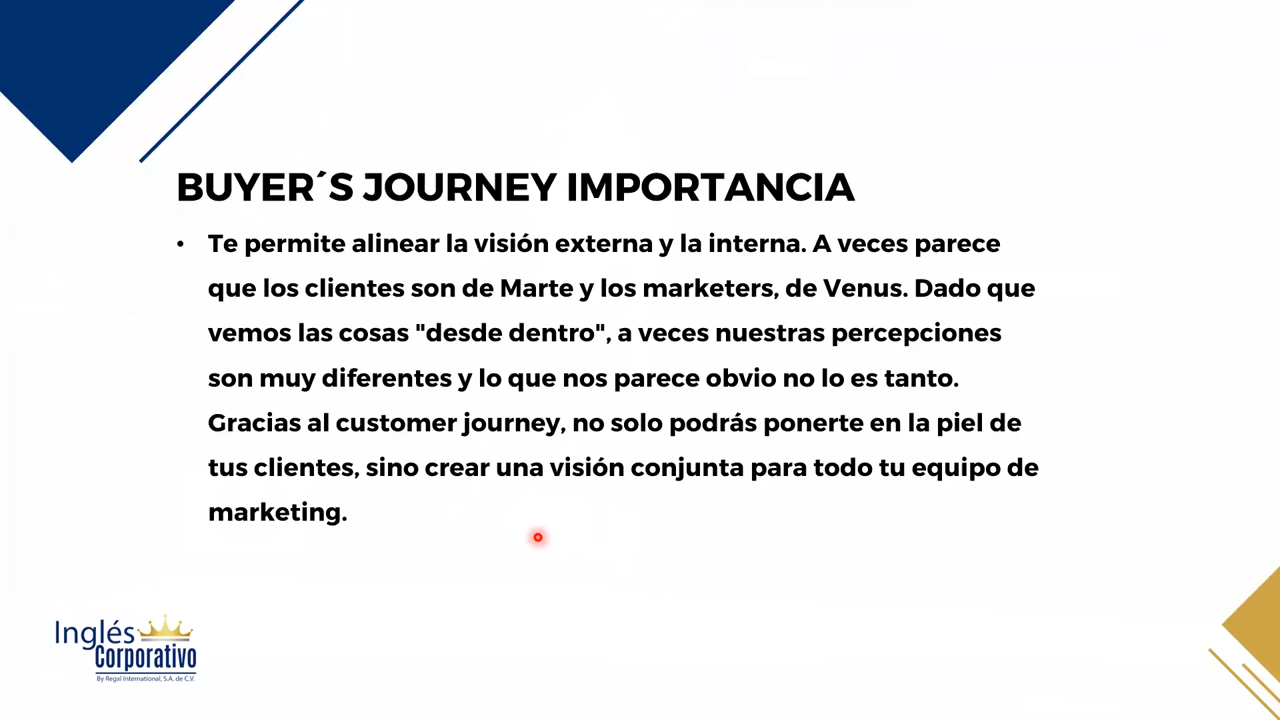 BUYER´S JOURNEY IMPORTANCIA
• Te permite alinear la visión externa y la interna. A veces parece
que los clientes son de Marte y los marketers, de Venus. Dado que
vemos las cosas "desde dentro", a veces nuestras percepciones
son muy diferentes y lo que nos parece obvio no lo es tanto.
Gracias al customer journey, no solo podrás ponerte en la piel de
tus clientes, sino crear una visión conjunta para todo tu equipo de
marketing.
Inglés
Corporativo
By Regal International, S.A. de C.V.